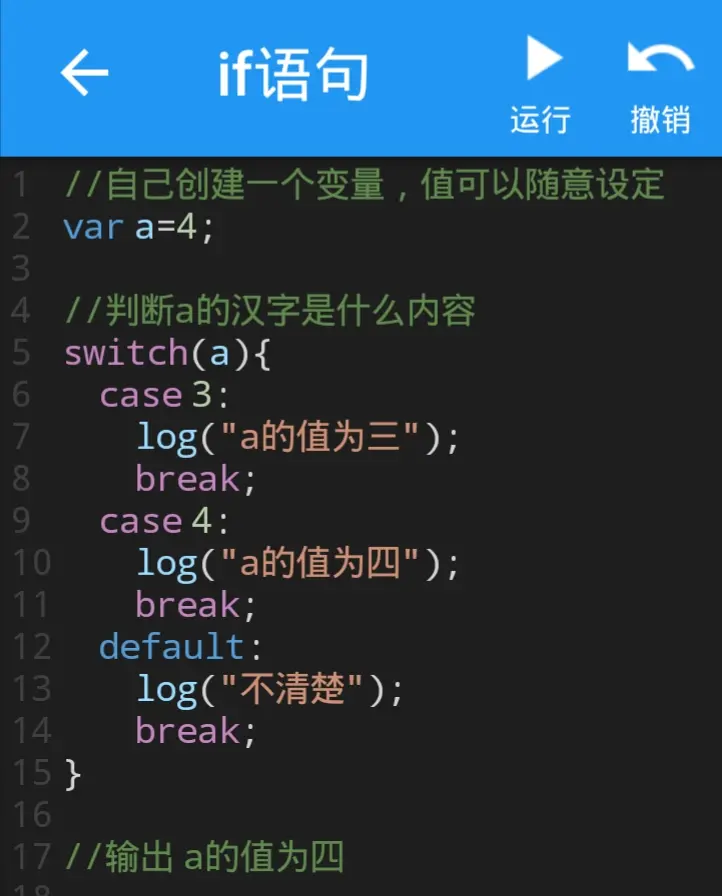 if语句
运行 撤销
1 //自己创建一个变量，值可以随意设定
2 var a=4;
3
4 //判断a的汉字是什么内容
5 switch(a){
6   case 3:
7     log("a的值为三");
8     break;
9   case 4:
10     log("a的值为四");
11     break;
12   default:
13     log("不清楚");
14     break;
15 }
16
17 //输出 a的值为四
18